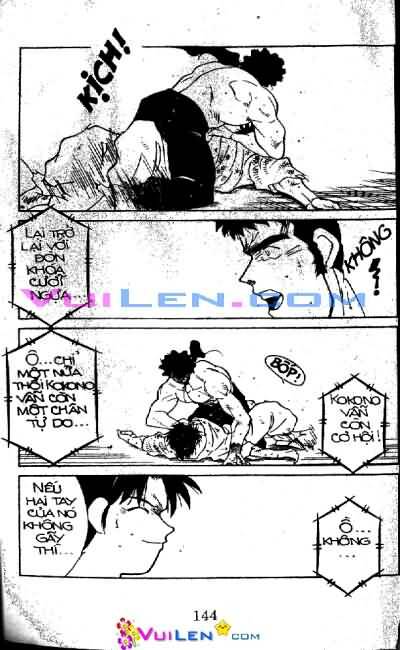 KỊCH!
LẠI TRỞ
LẠI VỚI
ĐÒN
KHÓA
CƯỠI
NGỰA...
KHÔNG
!!
VUILEN.COM
Ồ...CHỈ
MỘT NỬA
THÔI KOKONO
VẪN CÒN
MỘT CHÂN
TỰ DO...
BỐP!
KOKONO
VẪN
CÒN
CƠ HỘI!
NẾU
HAI TAY
CỦA NÓ
KHÔNG
GÃY
THÌ...
Ồ...
KHÔNG
...
144
VUILEN.COM